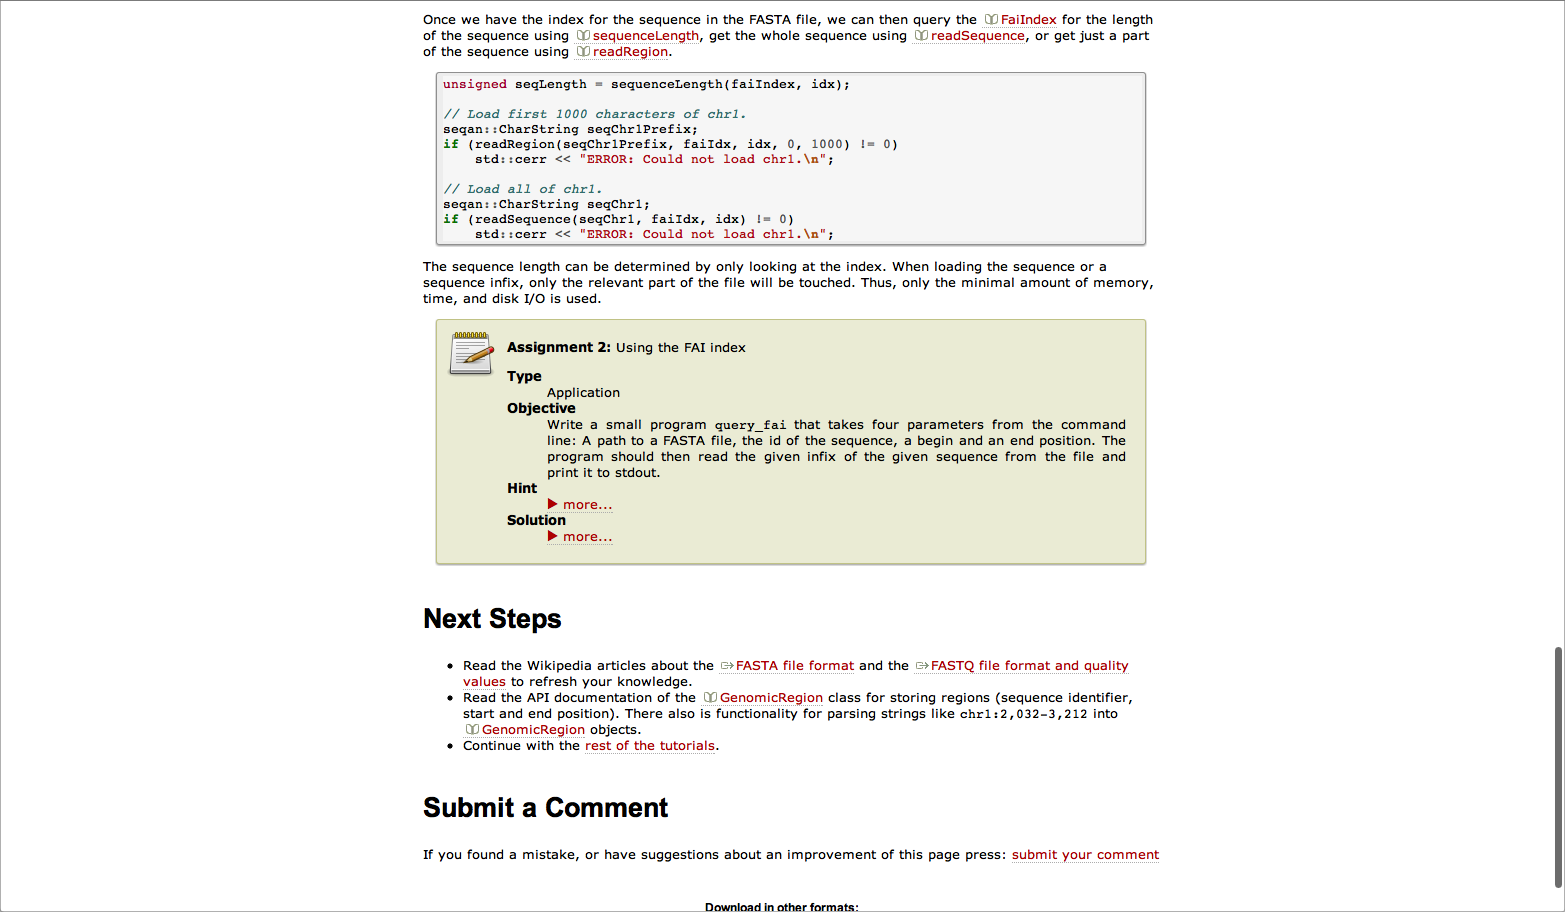 Once we have the index for the sequence in the FASTA file, we can then query the FaiIndex for the length
of the sequence using sequenceLength, get the whole sequence using readSequence, or get just a part
of the sequence using readRegion.
unsigned seqLength = sequenceLength(faiIndex, idx);
// Load first 1000 characters of chr1.
seqan::CharString seqChr1Prefix;
if (readRegion(seqChr1Prefix, faiIdx, idx, 0, 1000) != 0)
    std::cerr << "ERROR: Could not load chr1.\n";
// Load all of chr1.
seqan::CharString seqChr1;
if (readSequence(seqChr1, faiIdx, idx) != 0)
    std::cerr << "ERROR: Could not load chr1.\n";
The sequence length can be determined by only looking at the index. When loading the sequence or a
sequence infix, only the relevant part of the file will be touched. Thus, only the minimal amount of memory,
time, and disk I/O is used.
Assignment 2: Using the FAI index
Type
Application
Objective
Write a small program query_fai that takes four parameters from the command
line: A path to a FASTA file, the id of the sequence, a begin and an end position. The
program should then read the given infix of the given sequence from the file and
print it to stdout.
Hint
▶ more...
Solution
▶ more...
Next Steps
• Read the Wikipedia articles about the FASTA file format and the FASTQ file format and quality
values to refresh your knowledge.
• Read the API documentation of the GenomicRegion class for storing regions (sequence identifier,
start and end position). There also is functionality for parsing strings like chr1:2,032-3,212 into
GenomicRegion objects.
• Continue with the rest of the tutorials.
Submit a Comment
If you found a mistake, or have suggestions about an improvement of this page press: submit your comment
Download in other formats: